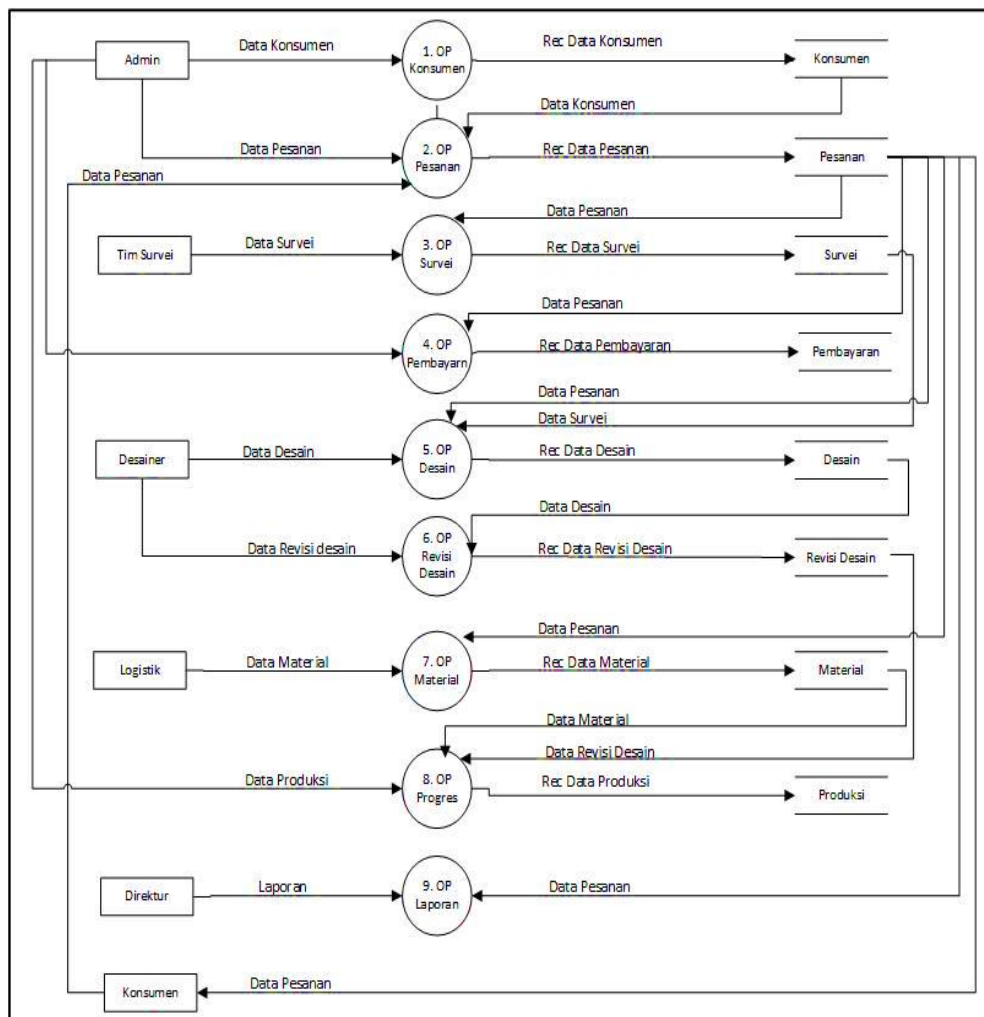 Admin
Data Konsumen
1. OP
Konsumen
Rec Data Konsumen
Konsumen
Data Konsumen
Data Pesanan
2. OP
Pesanan
Rec Data Pesanan
Pesanan
Data Pesanan
Data Pesanan
Tim Survei
Data Survei
3. OP
Survei
Rec Data Survei
Survei
Data Pesanan
4. OP
Pembayarn
Rec Data Pembayaran
Pembayaran
Data Pesanan
Data Survei
Desainer
Data Desain
5. OP
Desain
Rec Data Desain
Desain
Data Desain
Data Revisi desain
6. OP
Revisi
Desain
Rec Data Revisi Desain
Revisi Desain
Data Pesanan
Logistik
Data Material
7. OP
Material
Rec Data Material
Material
Data Material
Data Revisi Desain
Data Produksi
8. OP
Progres
Rec Data Produksi
Produksi
Direktur
Laporan
9. OP
Laporan
Data Pesanan
Konsumen
Data Pesanan